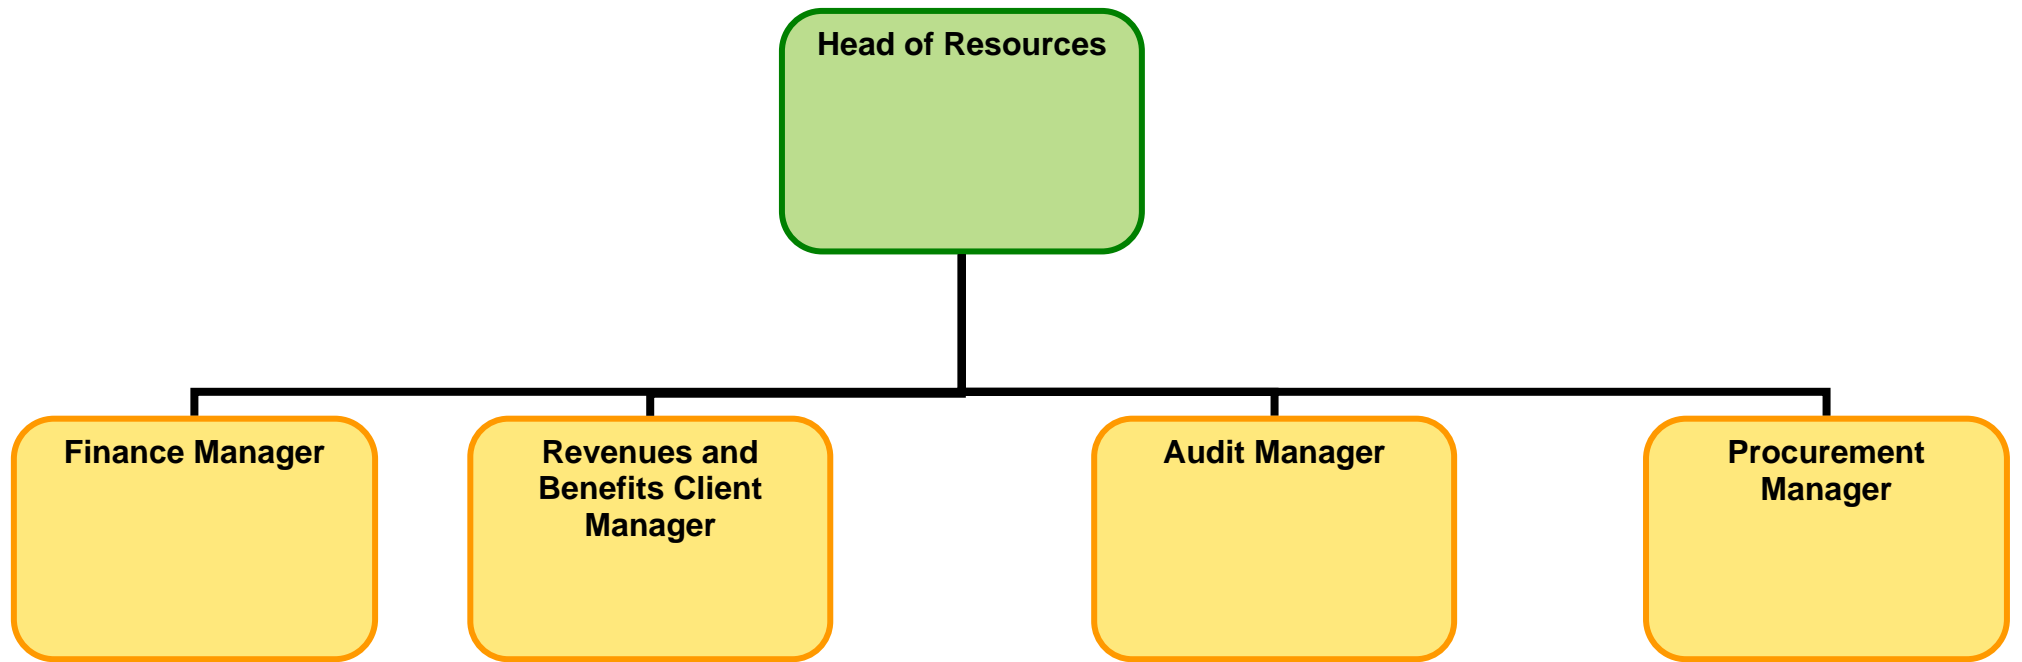 Head of Resources
Finance Manager
Revenues and
Benefits Client
Manager
Audit Manager
Procurement
Manager